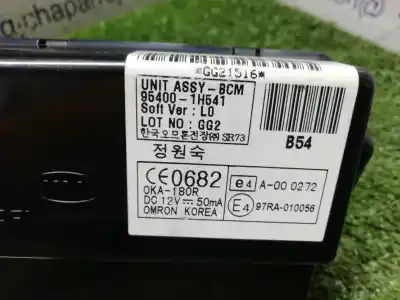 *GG21516*
UNIT ASSY-BCM
95400-1H541
Soft Ver : L0
LOT NO : GG2
한국오므론전장㈜ SR73
B54
정원숙
CE0682
OKA-180R
DC 12V 50mA
OMRON KOREA
e4 A-00 0272
E4 97RA-010056